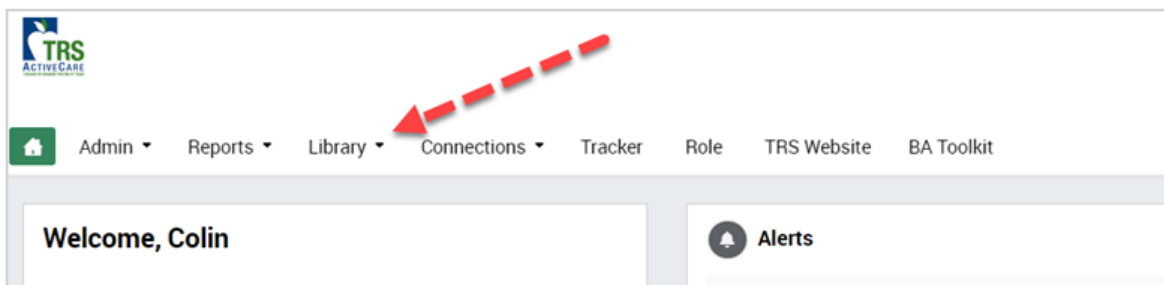 TRS
ACTIVECARE
Admin Reports Library Connections Tracker Role TRS Website BA Toolkit
Welcome, Colin
Alerts